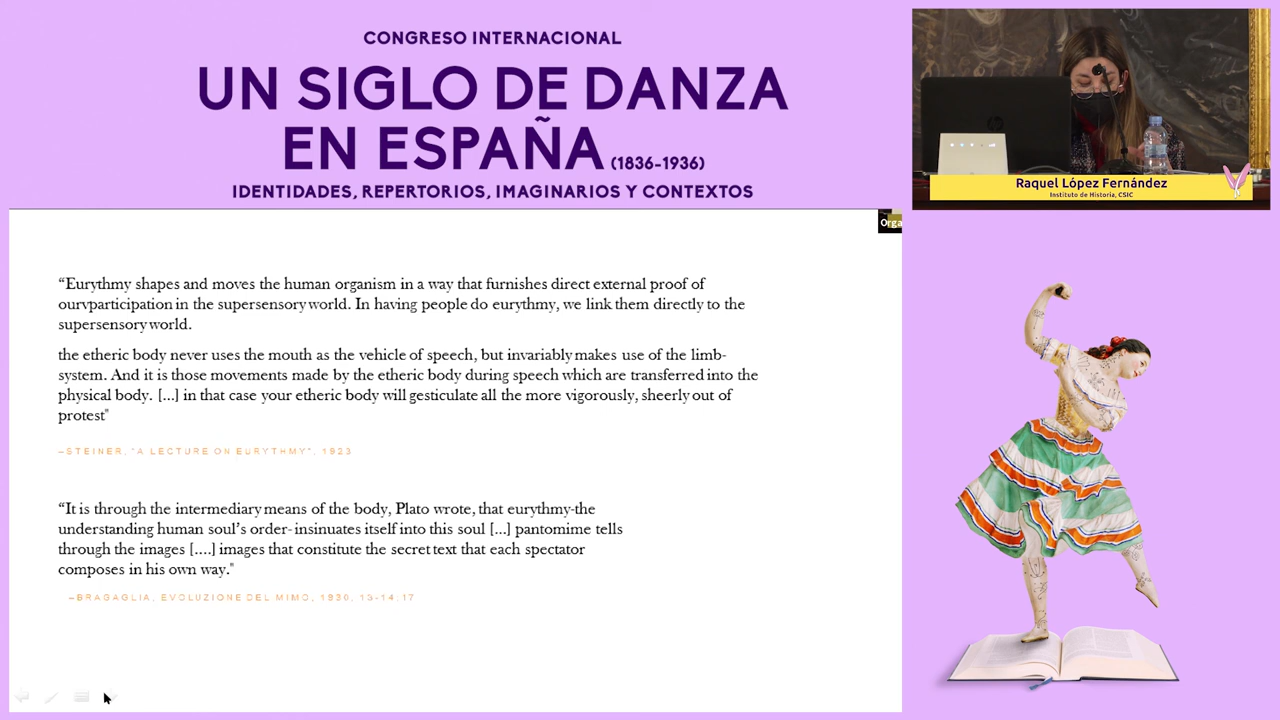 CONGRESO INTERNACIONAL
UN SIGLO DE DANZA
EN ESPAÑA (1836-1936)
IDENTIDADES, REPERTORIOS, IMAGINARIOS Y CONTEXTOS
Raquel López Fernández
Instituto de Historia, CSIC
Orga
“Eurythmy shapes and moves the human organism in a way that furnishes direct external proof of
ourvparticipation in the supersensory world. In having people do eurythmy, we link them directly to the
supersensory world.
the etheric body never uses the mouth as the vehicle of speech, but invariably makes use of the limb-
system. And it is those movements made by the etheric body during speech which are transferred into the
physical body. [...] in that case your etheric body will gesticulate all the more vigorously, sheerly out of
protest"
–STEINER, "A LECTURE ON EURYTHMY", 1923
“It is through the intermediary means of the body, Plato wrote, that eurythmy-the
understanding human soul’s order- insinuates itself into this soul [...] pantomime tells
through the images [....] images that constitute the secret text that each spectator
composes in his own way."
–BRAGAGLIA, EVOLUZIONE DEL MIMO, 1930, 13-14;17